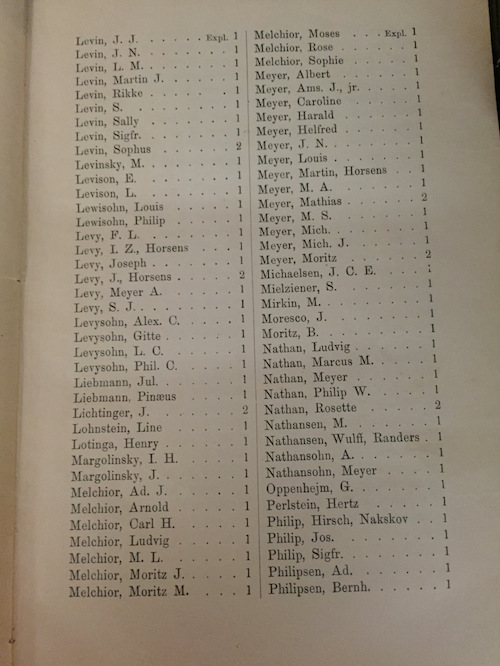 Levin, J. J. . . . . . Expl. 1
Levin, J. N. . . . . . . . . 1
Levin, L. M. . . . . . . . . 1
Levin, Martin J. . . . . . . 1
Levin, Rikke . . . . . . . . 1
Levin, S. . . . . . . . . . 1
Levin, Sally . . . . . . . . 1
Levin, Sigfr. . . . . . . . . 1
Levin, Sophus . . . . . . . 2
Levinsky, M. . . . . . . . . 1
Levison, E. . . . . . . . . 1
Levison, L. . . . . . . . . 1
Lewisohn, Louis . . . . . . 1
Lewisohn, Philip . . . . . . 1
Levy, F. L. . . . . . . . . 1
Levy, I. Z., Horsens . . . . 1
Levy, Joseph . . . . . . . . 1
Levy, J., Horsens . . . . . . 2
Levy, Meyer A. . . . . . . . 1
Levy, S. J. . . . . . . . . . 1
Levysohn, Alex. C. . . . . . 1
Levysohn, Gitte . . . . . . . 1
Levysohn, L. C. . . . . . . . 1
Levysohn, Phil. C. . . . . . 1
Liebmann, Jul. . . . . . . . 1
Liebmann, Pinæus . . . . . . 1
Lichtinger, J. . . . . . . . 2
Lohnstein, Line . . . . . . . 1
Lotinga, Henry . . . . . . . 1
Margolinsky, I. H. . . . . . 1
Margolinsky, J. . . . . . . . 1
Melchior, Ad. J. . . . . . . 1
Melchior, Arnold . . . . . . 1
Melchior, Carl H. . . . . . . 1
Melchior, Ludvig . . . . . . 1
Melchior, M. L. . . . . . . . 1
Melchior, Moritz J. . . . . . 1
Melchior, Moritz M. . . . . . 1
Melchior, Moses . . . Expl. 1
Melchior, Rose . . . . . . . 1
Melchior, Sophie . . . . . . 1
Meyer, Albert . . . . . . . . 1
Meyer, Ams. J., jr. . . . . . 1
Meyer, Caroline . . . . . . . 1
Meyer, Harald . . . . . . . . 1
Meyer, Helfred . . . . . . . 1
Meyer, J. N. . . . . . . . . 1
Meyer, Louis . . . . . . . . 1
Meyer, Martin, Horsens . . . 1
Meyer, M. A. . . . . . . . . 1
Meyer, Mathias . . . . . . . 2
Meyer, M. S. . . . . . . . . 1
Meyer, Mich. . . . . . . . . 1
Meyer, Mich. J. . . . . . . . 1
Meyer, Moritz . . . . . . . . 2
Michaelsen, J. C. E. . . . . 1
Mielziener, S. . . . . . . . 1
Mirkin, M. . . . . . . . . . 1
Moresco, J. . . . . . . . . . 1
Moritz, B. . . . . . . . . . 1
Nathan, Ludvig . . . . . . . 1
Nathan, Marcus M. . . . . . . 1
Nathan, Meyer . . . . . . . . 1
Nathan, Philip W. . . . . . . 1
Nathan, Rosette . . . . . . . 2
Nathansen, M. . . . . . . . . 1
Nathansen, Wulff, Randers . 1
Nathansohn, A. . . . . . . . 1
Nathansohn, Meyer . . . . . . 1
Oppenhejm, G. . . . . . . . . 1
Perlstein, Hertz . . . . . . 1
Philip, Hirsch, Nakskov . . 1
Philip, Jos. . . . . . . . . 1
Philip, Sigfr. . . . . . . . 1
Philipsen, Ad. . . . . . . . 1
Philipsen, Bernh. . . . . . . 1